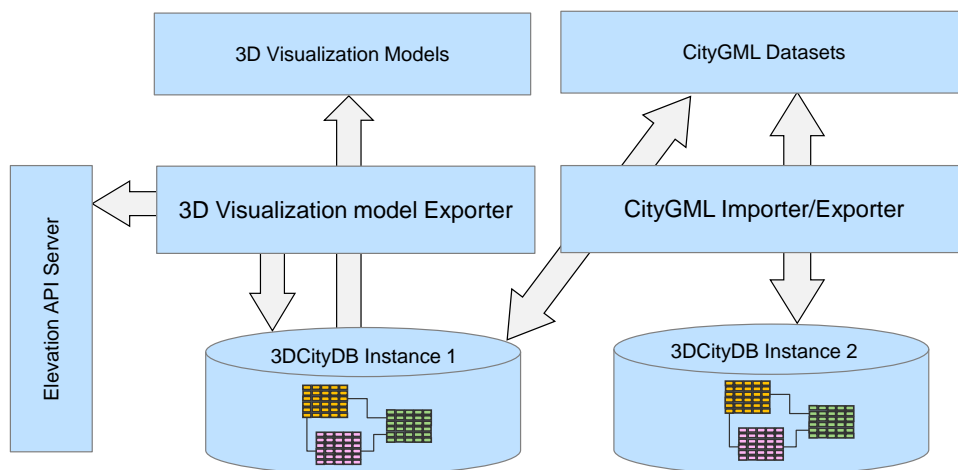 3D Visualization Models
CityGML Datasets
Elevation API Server
3D Visualization model Exporter
CityGML Importer/Exporter
3DCityDB Instance 1
3DCityDB Instance 2